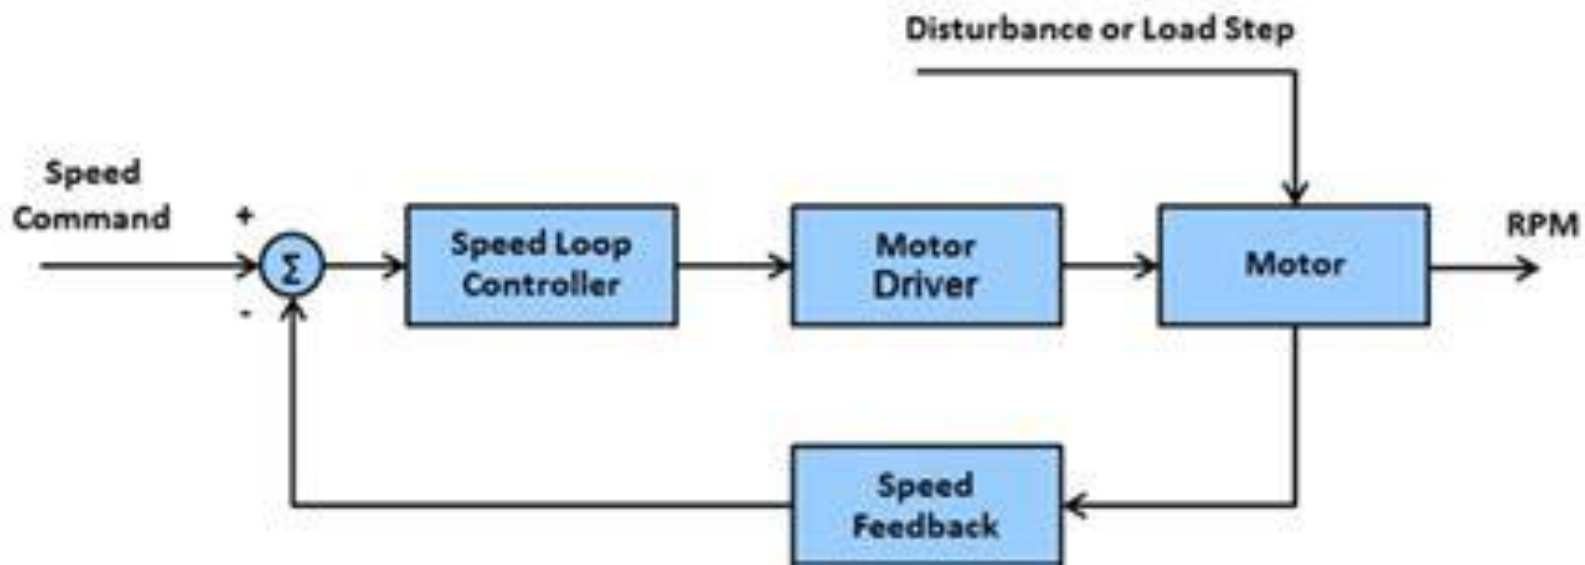 Disturbance or Load Step
Speed
Command
+
-
Σ
Speed Loop
Controller
Motor
Driver
Motor
RPM
Speed
Feedback